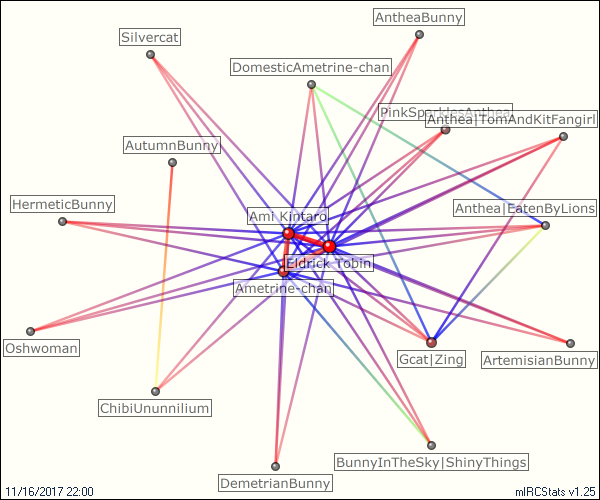 AntheaBunny
Silvercat
DomesticAmetrine-chan
PinkSparklesAnthea
Anthea|TomAndKitFangirl
AutumnBunny
HermeticBunny
Ami Kintaro
Anthea|EatenByLions
Eldrick Tobin
Ametrine-chan
Oshwoman
Gcat|Zing
ArtemisianBunny
ChibiUnunnilium
BunnyInTheSky|ShinyThings
DemetrianBunny
11/16/2017 22:00
mIRCStats v1.25